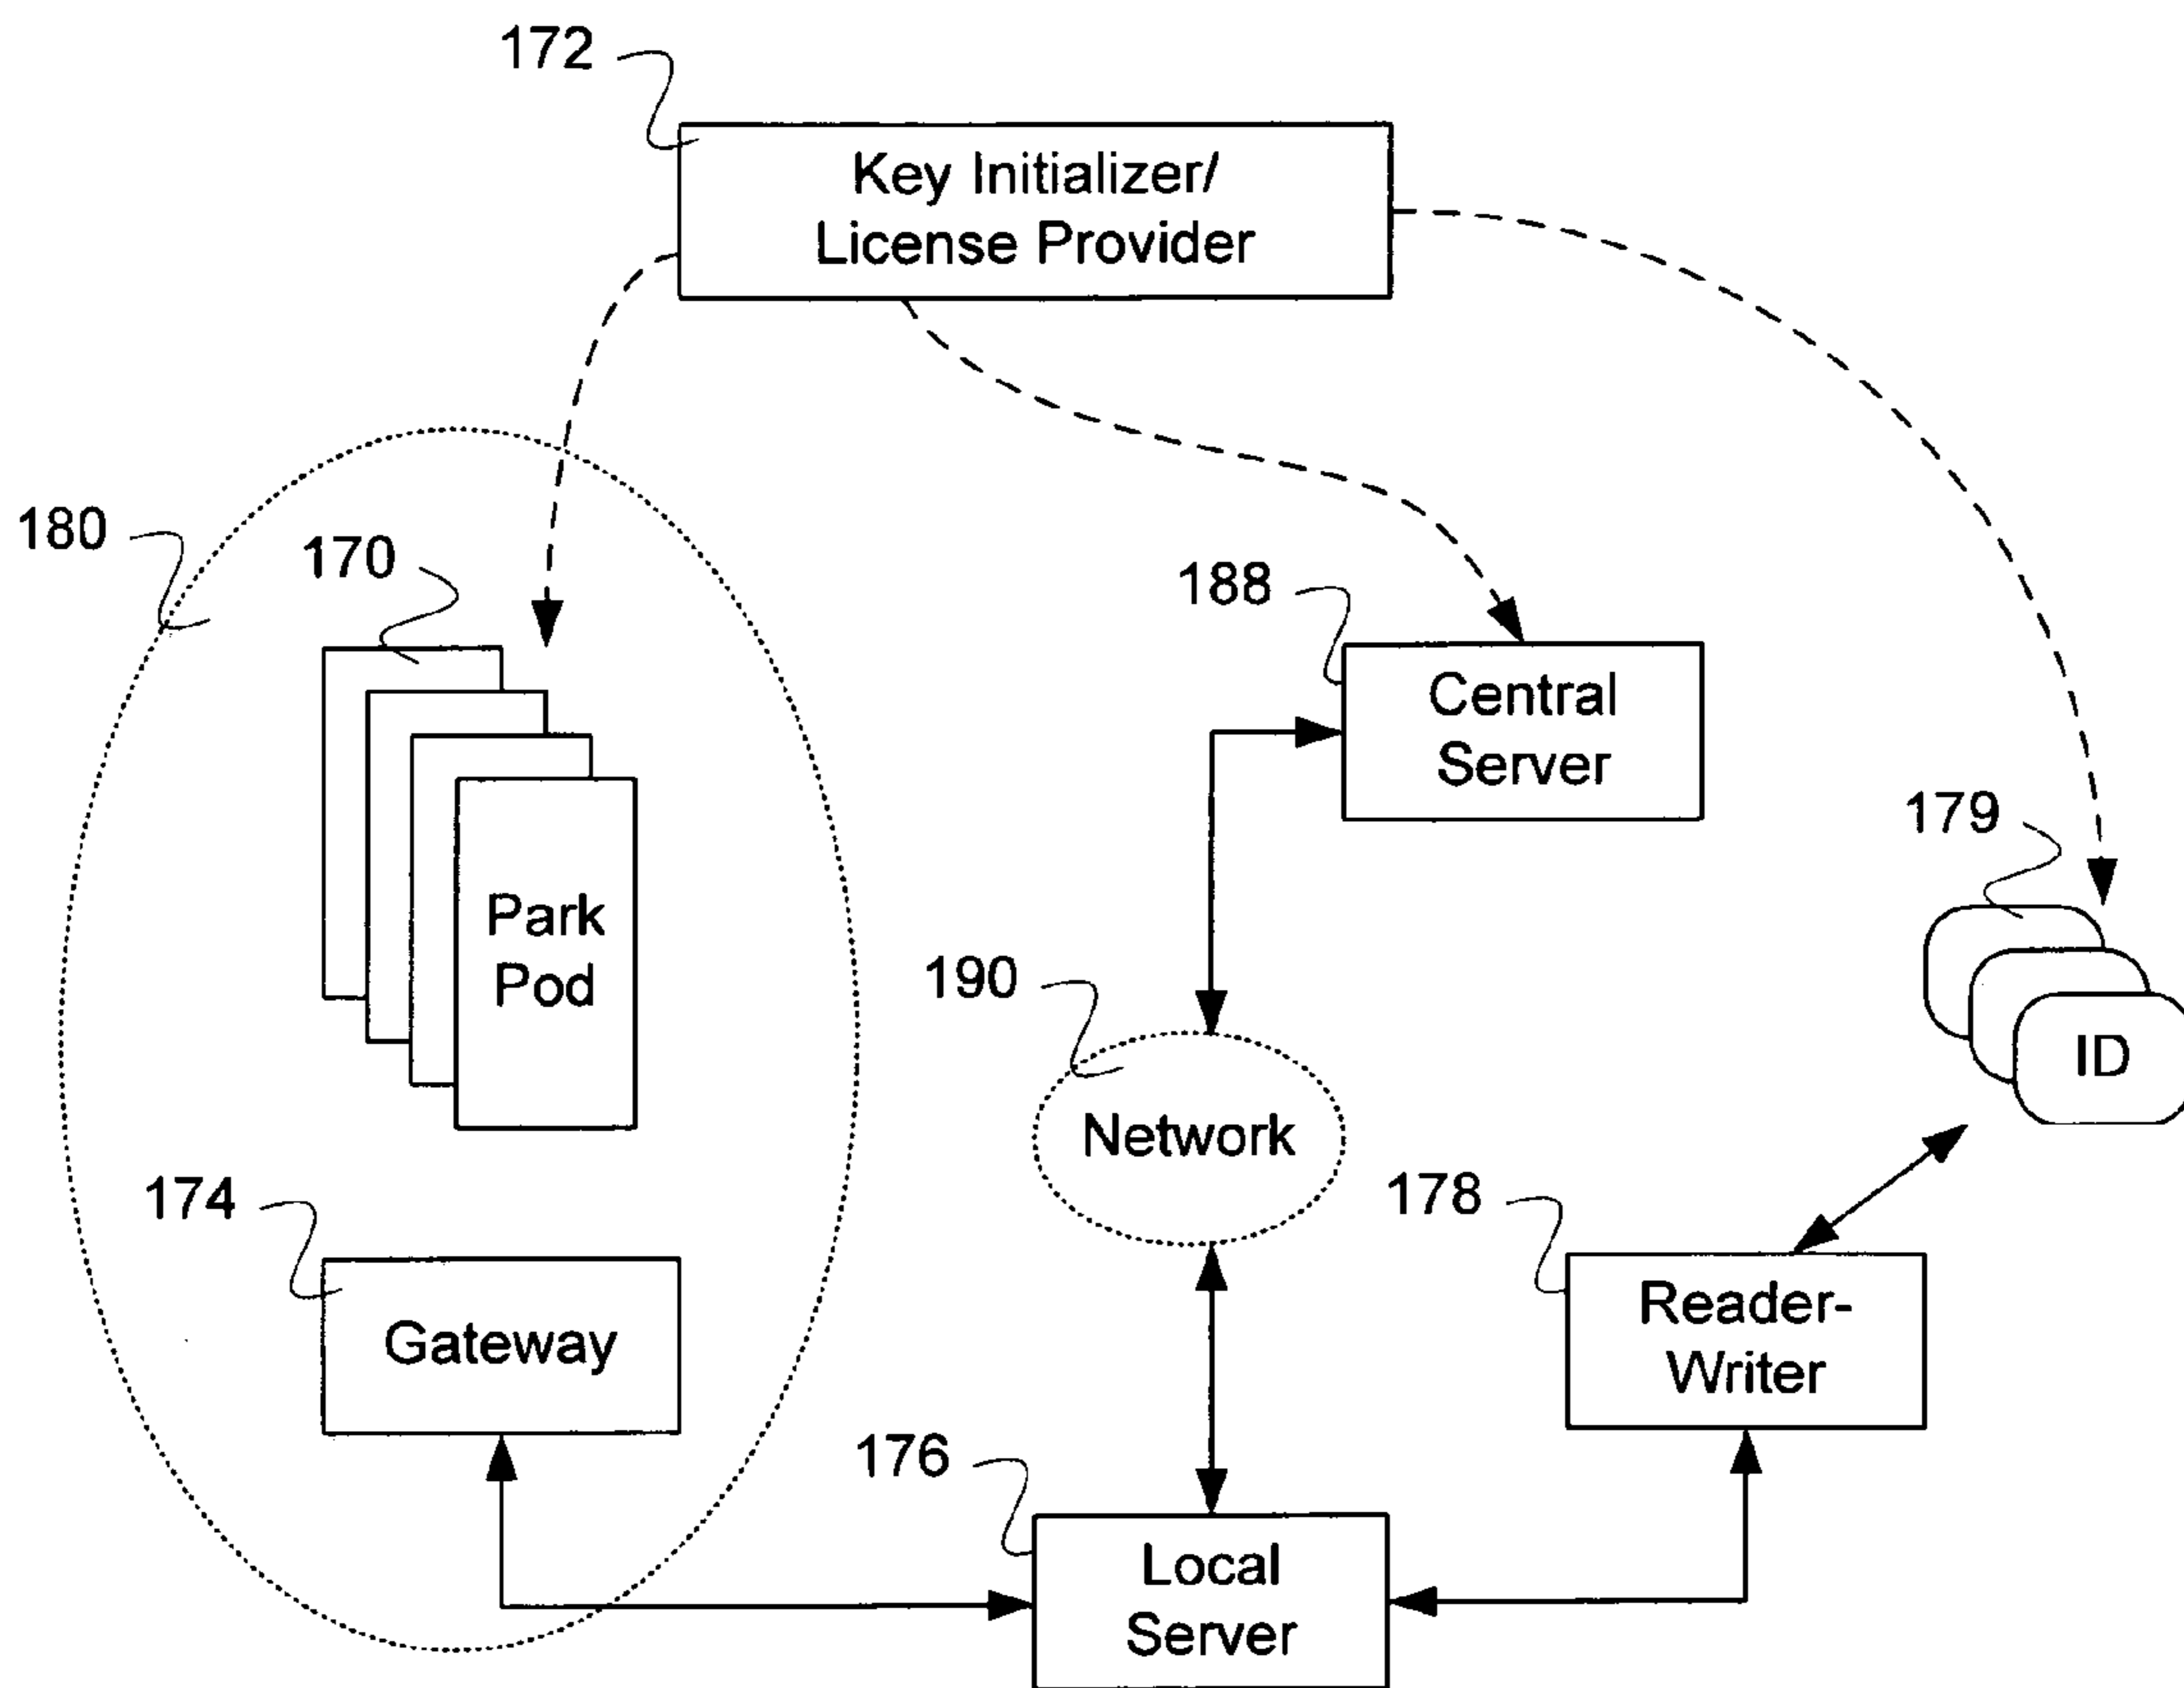 172
Key Initializer/
License Provider
180
170
188
Central
Server
179
Park
Pod
190
ID
Network
174
178
Gateway
Reader-
Writer
176
Local
Server